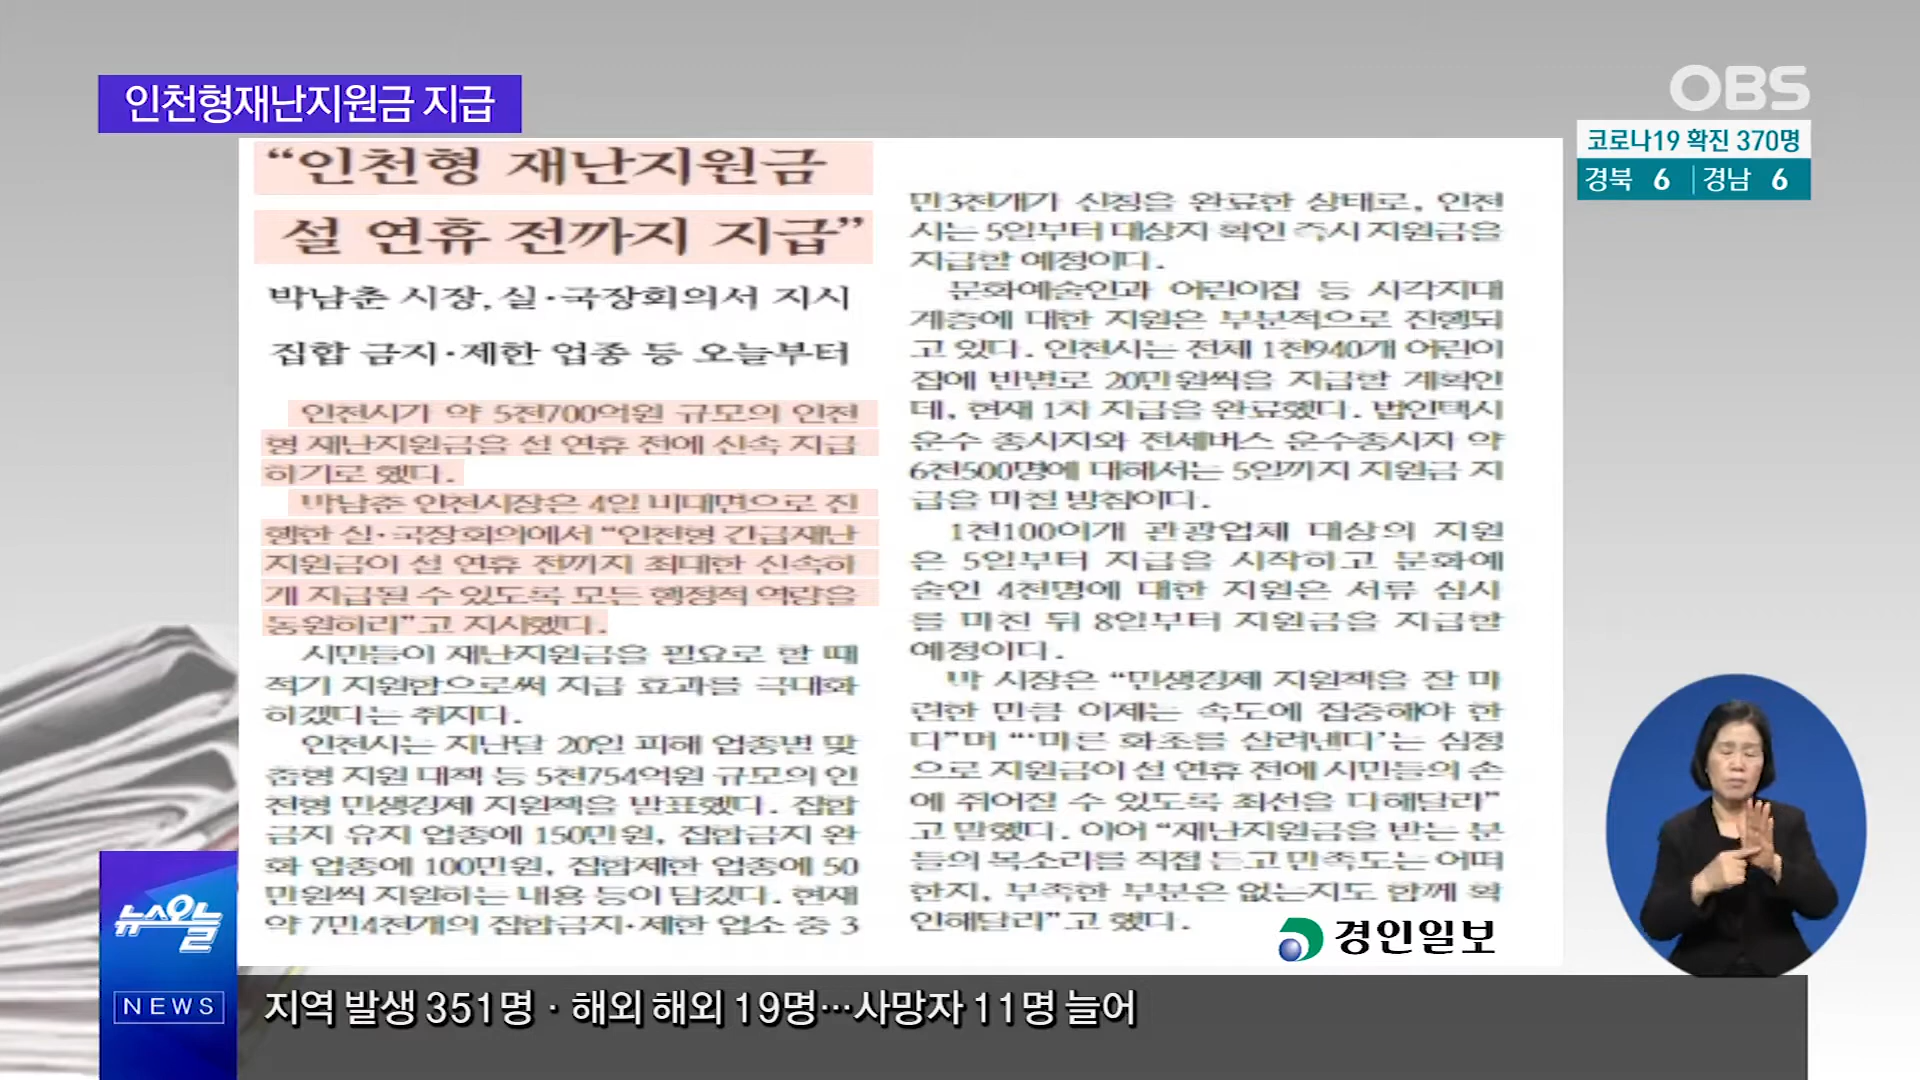 인천형재난지원금 지급
OBS
코로나19 확진 370명
경북 6 경남 6
“인천형 재난지원금
설 연휴 전까지 지급”
박남춘 시장, 실·국장회의서 지시
집합 금지·제한 업종 등 오늘부터
인천시가 약 5천700억원 규모의 인천
형 재난지원금을 설 연휴 전에 신속 지급
하기로 했다.
박남춘 인천시장은 4일 비대면으로 진
행한 실·국장회의에서 “인천형 긴급재난
지원금이 설 연휴 전까지 최대한 신속하
게 지급될 수 있도록 모든 행정적 역량을
동원하라”고 지시했다.
시민들이 재난지원금을 필요로 할 때
적기 지원함으로써 지급 효과를 극대화
하겠다는 취지다.
인천시는 지난달 20일 피해 업종별 맞
춤형 지원 대책 등 5천754억원 규모의 인
천형 민생경제 지원책을 발표했다. 집합
금지 유지 업종에 150만원, 집합금지 완
화 업종에 100만원, 집합제한 업종에 50
만원씩 지원하는 내용 등이 담겼다. 현재
약 7만4천개의 집합금지·제한 업소 중 3
만3천개가 신청을 완료한 상태로, 인천
시는 5일부터 대상자 확인 즉시 지원금을
지급할 예정이다.
문화예술인과 어린이집 등 사각지대
계층에 대한 지원은 부분적으로 진행되
고 있다. 인천시는 전체 1천940개 어린이
집에 반별로 20만원씩을 지급할 계획인
데, 현재 1차 지급을 완료했다. 법인택시
운수 종사자와 전세버스 운수종사자 약
6천500명에 대해서는 5일까지 지원금 지
급을 마칠 방침이다.
1천100여개 관광업체 대상의 지원
은 5일부터 지급을 시작하고 문화예
술인 4천명에 대한 지원은 서류 심사
를 마친 뒤 8일부터 지원금을 지급할
예정이다.
박 시장은 “민생경제 지원책을 잘 마
련한 만큼 이제는 속도에 집중해야 한
다”며 “‘마른 화초를 살려낸다’는 심정
으로 지원금이 설 연휴 전에 시민들의 손
에 쥐어질 수 있도록 최선을 다해달라”
고 말했다. 이어 “재난지원금을 받는 분
들의 목소리를 직접 듣고 만족도는 어떠
한지, 부족한 부분은 없는지도 함께 확
인해달라”고 했다.
경인일보
뉴스오늘
NEWS
지역 발생 351명 · 해외 해외 19명…사망자 11명 늘어